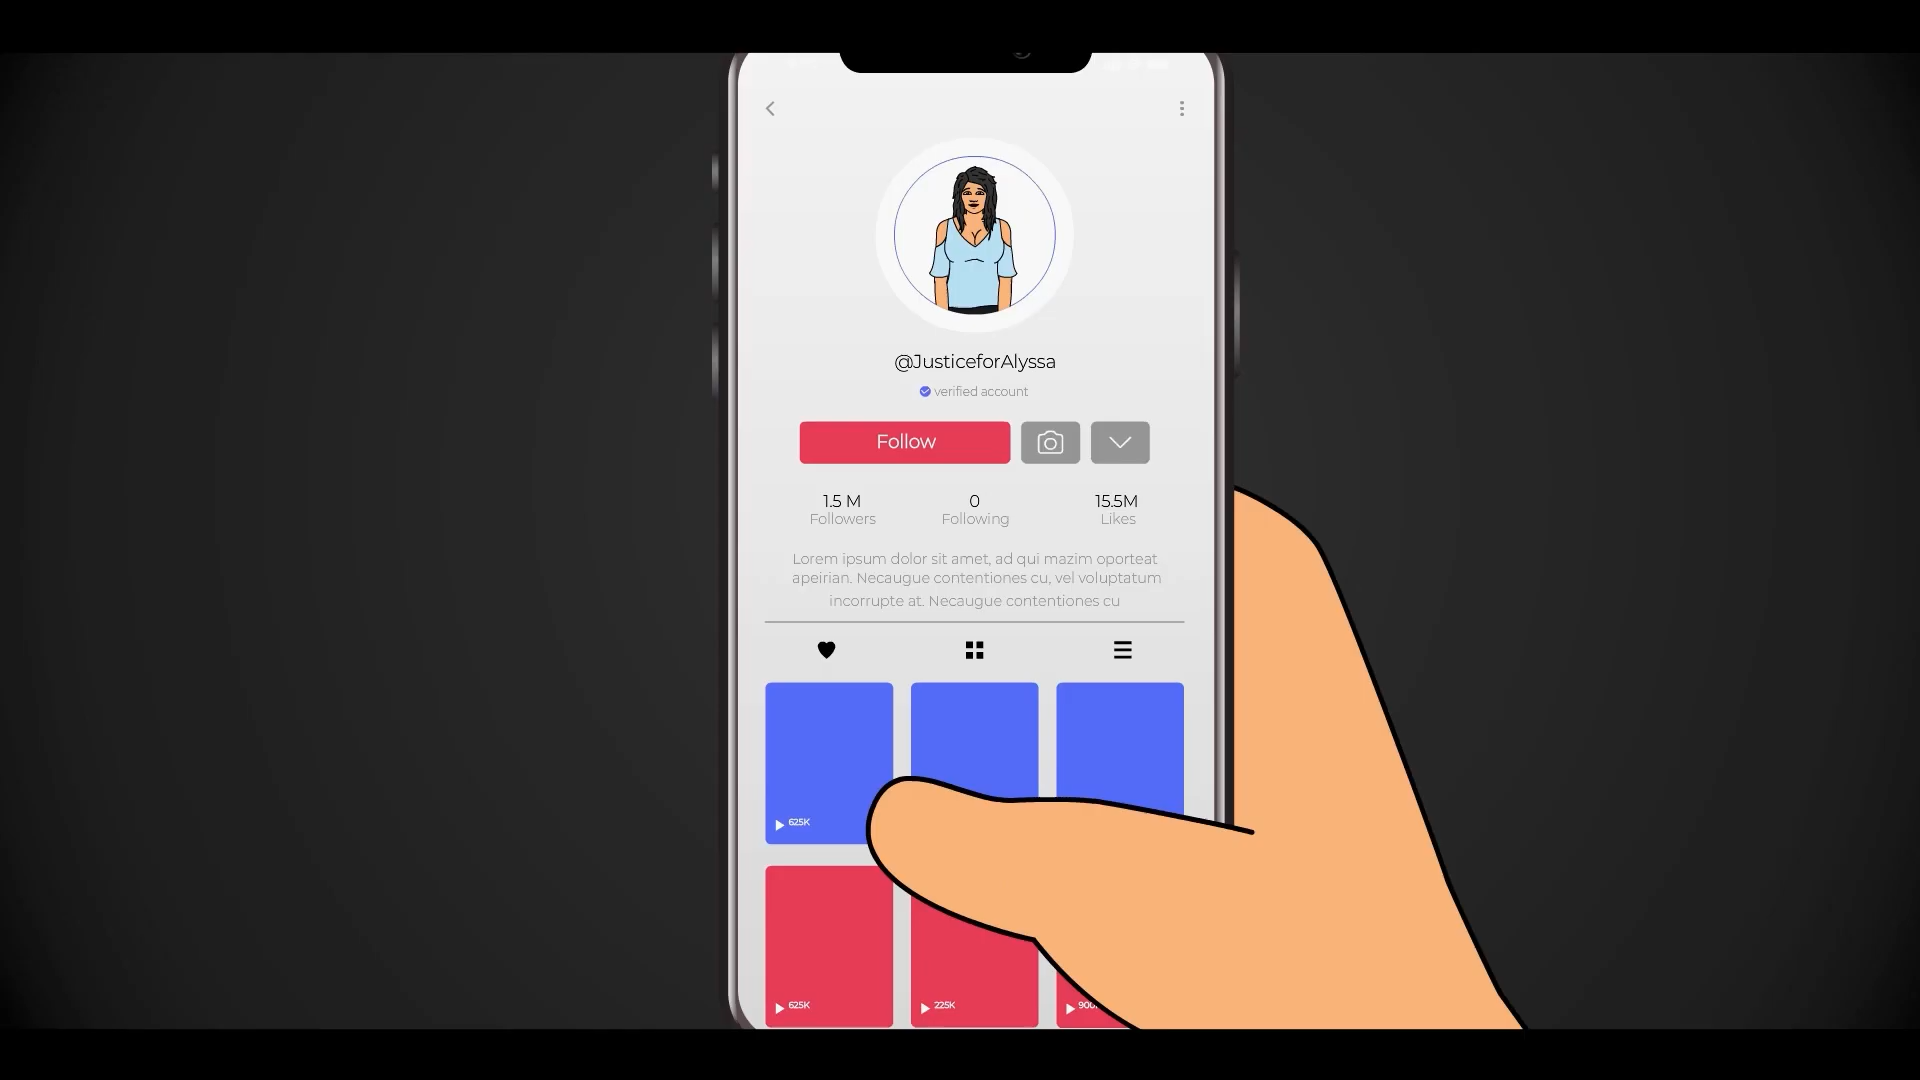 @JusticeforAlyssa
verified account
Follow
1.5 M 0 15.5M
Followers Following Likes
Lorem ipsum dolor sit amet, ad qui mazim oporteat
apeirian. Necaugue contentiones cu, vel voluptatum
incorrupte at. Necaugue contentiones cu
625K
625K 225K